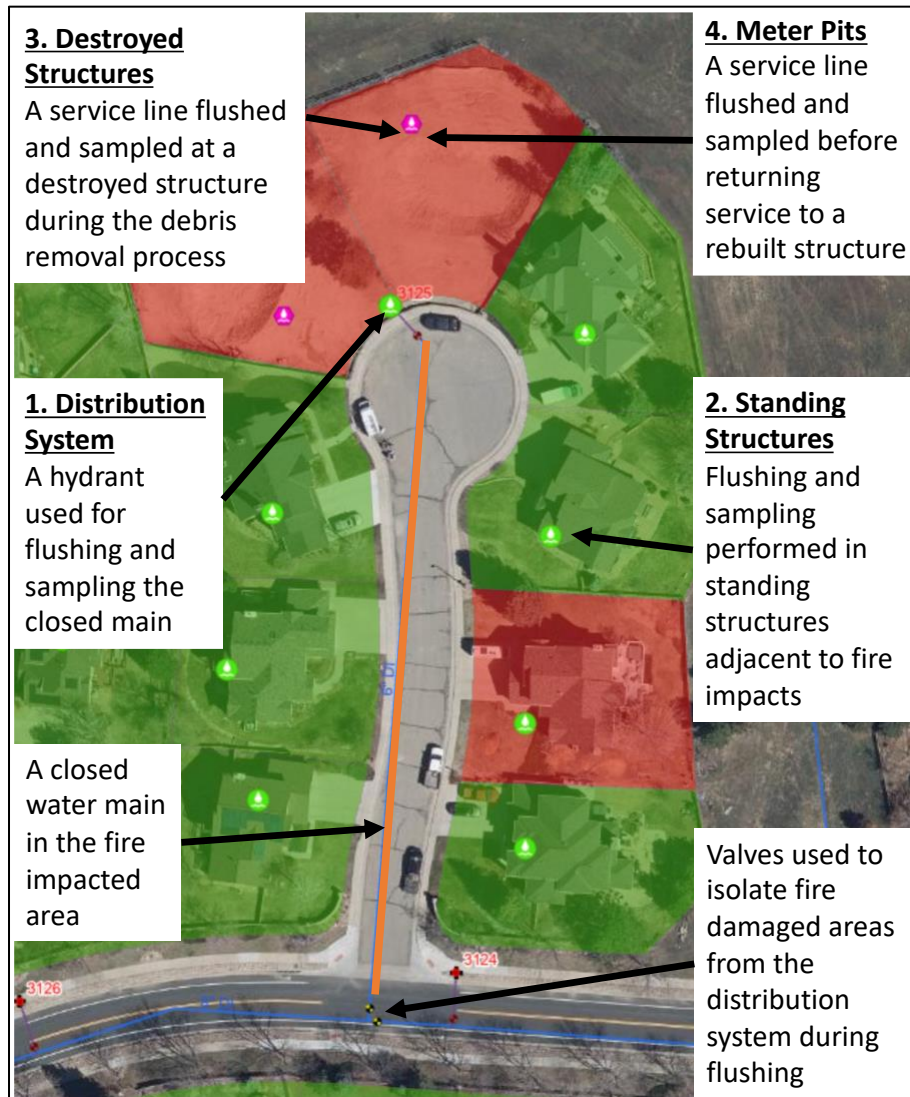 3. Destroyed
Structures
A service line flushed
and sampled at a
destroyed structure
during the debris
removal process
4. Meter Pits
A service line
flushed and
sampled before
returning
service to a
rebuilt structure
3125
1. Distribution
System
A hydrant
used for
flushing and
sampling the
closed main
2. Standing
Structures
Flushing and
sampling
performed in
standing
structures
adjacent to fire
impacts
A closed
water main
in the fire
impacted
area
Valves used to
isolate fire
damaged areas
from the
distribution
system during
flushing
3124
3126